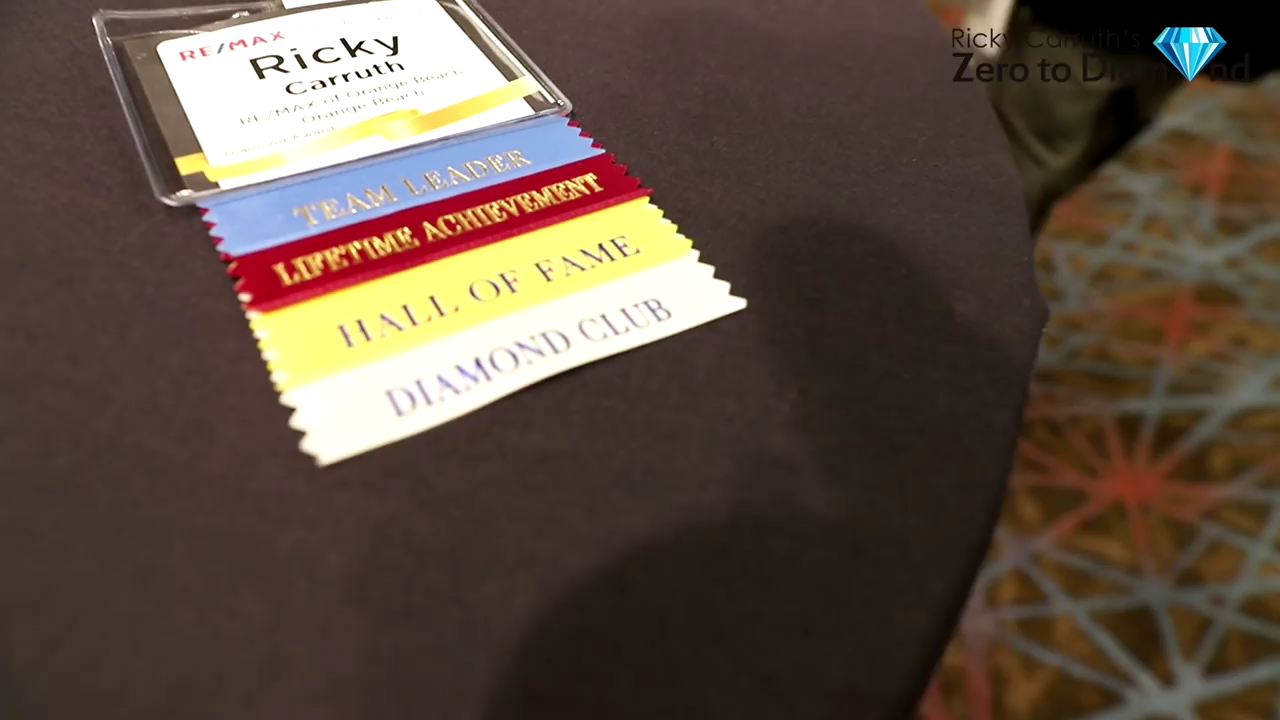 Ricky Carruth's
Zero to Diamond
RE/MAX
Ricky
Carruth
RE/MAX of Orange Beach
Orange Beach
TEAM LEADER
LIFETIME ACHIEVEMENT
HALL OF FAME
DIAMOND CLUB